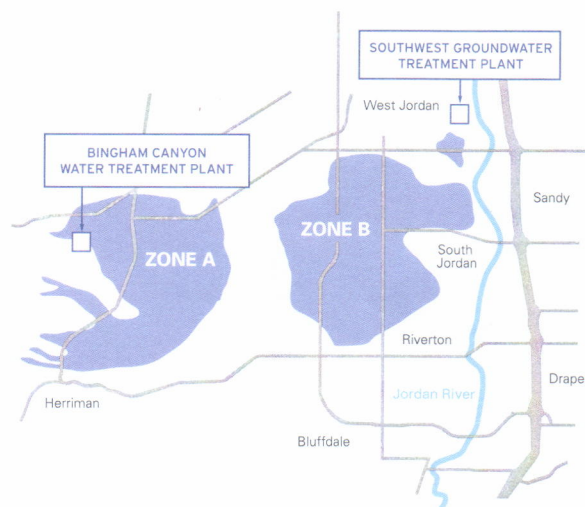 SOUTHWEST GROUNDWATER
TREATMENT PLANT
West Jordan
BINGHAM CANYON
WATER TREATMENT PLANT
Sandy
ZONE B
ZONE A
South
Jordan
Riverton
Drape
Jordan River
Herriman
Bluffdale